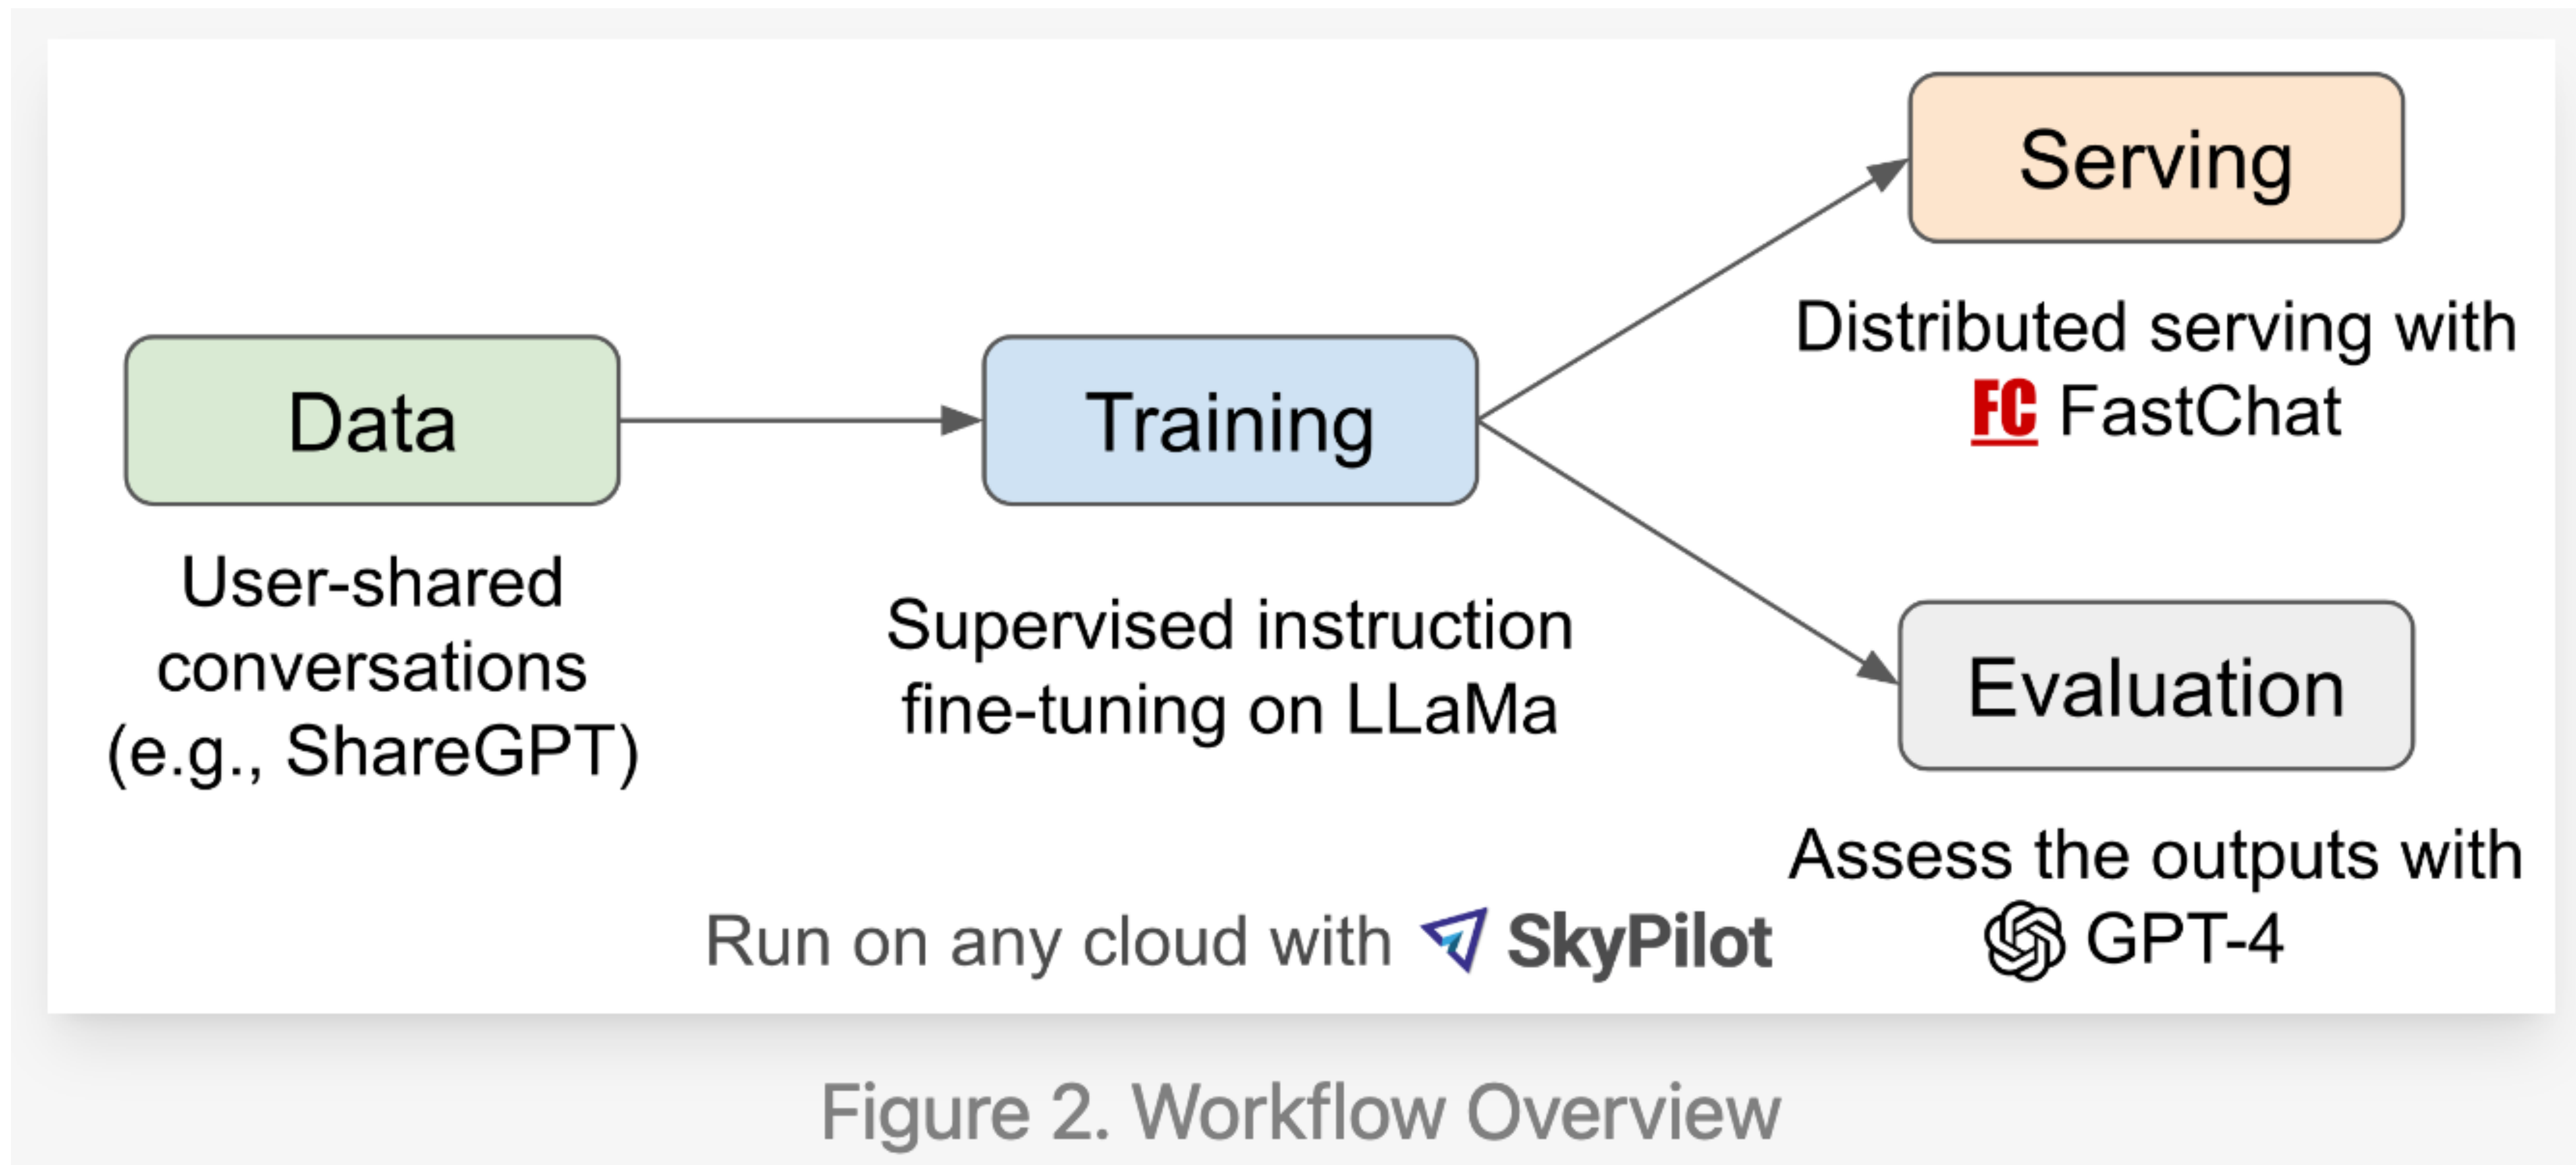 Data
User-shared
conversations
(e.g., ShareGPT)
Training
Supervised instruction
fine-tuning on LLaMa
Serving
Distributed serving with
FC FastChat
Evaluation
Assess the outputs with
GPT-4
Run on any cloud with SkyPilot
Figure 2. Workflow Overview